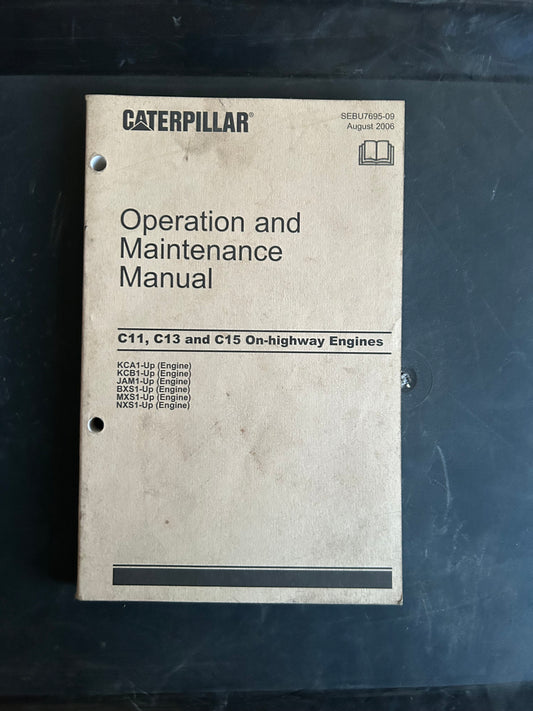 CATERPILLAR®
SEBU7695-09
August 2006
Operation and
Maintenance
Manual
C11, C13 and C15 On-highway Engines
KCA1-Up (Engine)
KCB1-Up (Engine)
JAM1-Up (Engine)
BXS1-Up (Engine)
MXS1-Up (Engine)
NXS1-Up (Engine)